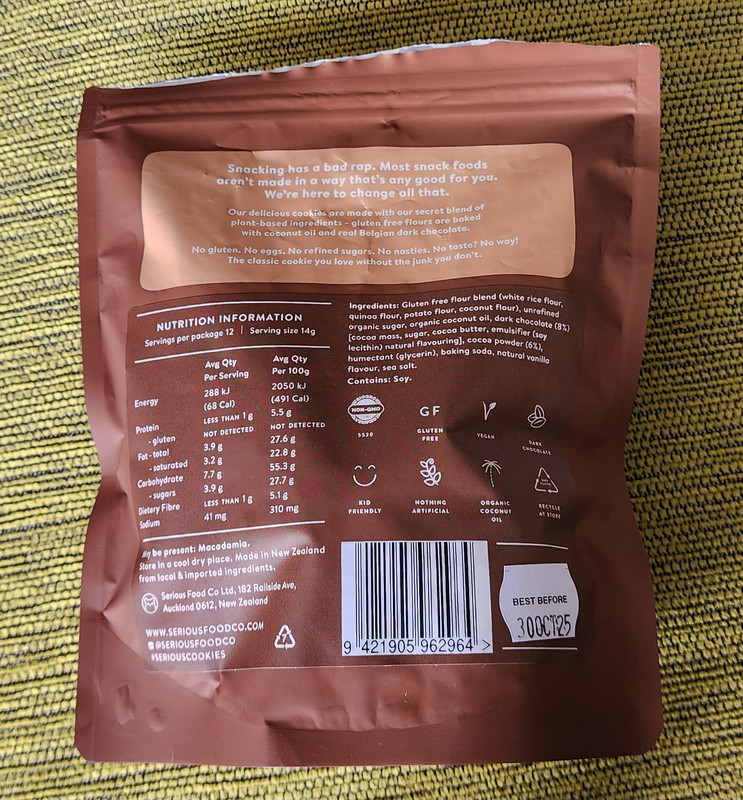 Snacking has a bad rap. Most snack foods
aren't made in a way that's any good for you.
We're here to change all that.
Our delicious cookies are made with our secret blend of
plant-based ingredients - gluten free flours are baked
with coconut oil and real Belgian dark chocolate.
No gluten. No eggs. No refined sugars. No nasties. No taste? No way!
The classic cookie you love without the junk you don't.
NUTRITION INFORMATION
Servings per package 12 | Serving size 14g
Avg Qty Avg Qty
Per Serving Per 100g
Energy 288 kJ 2050 kJ
(68 Cal) (491 Cal)
Protein LESS THAN 1 g 5.5 g
- gluten NOT DETECTED NOT DETECTED
Fat - total 3.9 g 27.6 g
- saturated 3.2 g 22.8 g
Carbohydrate 7.7 g 55.3 g
- sugars 3.9 g 27.7 g
Dietary Fibre LESS THAN 1 g 5.1 g
Sodium 41 mg 310 mg
May be present: Macadamia.
Store in a cool dry place. Made in New Zealand
from local & imported ingredients.
Serious Food Co Ltd, 182 Railside Ave,
Auckland 0612, New Zealand
WWW.SERIOUSFOODCO.COM
@SERIOUSFOODCO
#SERIOUSCOOKIES
Ingredients: Gluten free flour blend (white rice flour,
quinoa flour, potato flour, coconut flour), unrefined
organic sugar, organic coconut oil, dark chocolate (8%)
[cocoa mass, sugar, cocoa butter, emulsifier (soy
lecithin) natural flavouring], cocoa powder (6%),
humectant (glycerin), baking soda, natural vanilla
flavour, sea salt.
Contains: Soy.
NON-GMO
5520
GF
GLUTEN
FREE
VEGAN
DARK
CHOCOLATE
KID
FRIENDLY
NOTHING
ARTIFICIAL
ORGANIC
COCONUT
OIL
RECYCLE
AT STORE
9 421905 962964 >
BEST BEFORE
30OCT25